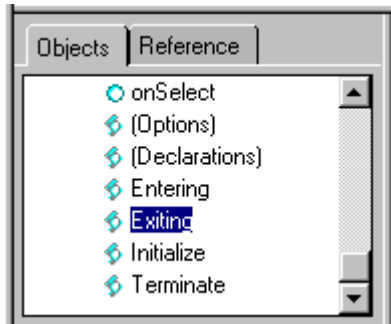 Objects Reference
onSelect
(Options)
(Declarations)
Entering
Exiting
Initialize
Terminate